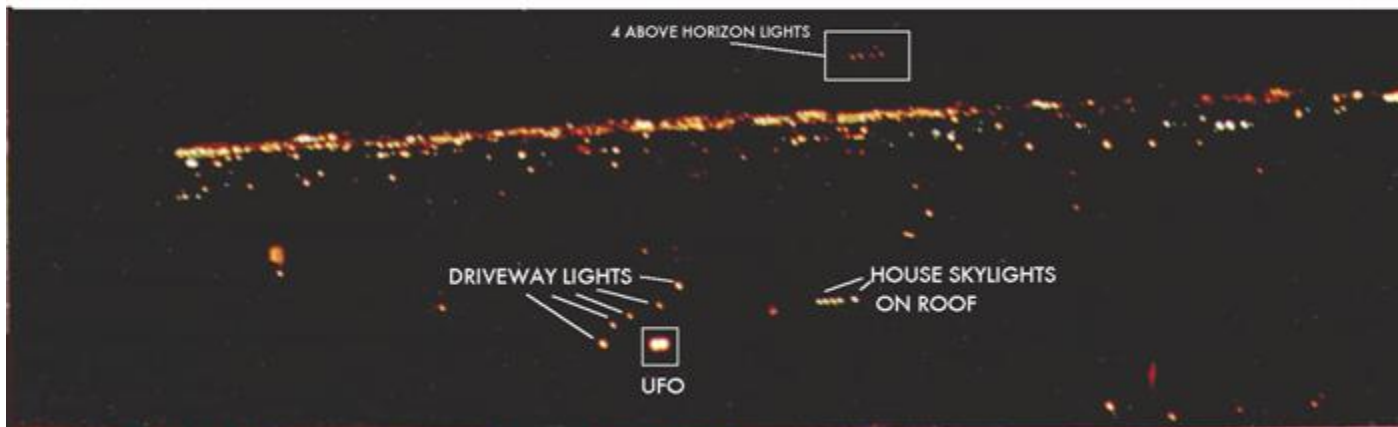 4 ABOVE HORIZON LIGHTS
DRIVEWAY LIGHTS
HOUSE SKYLIGHTS
ON ROOF
UFO